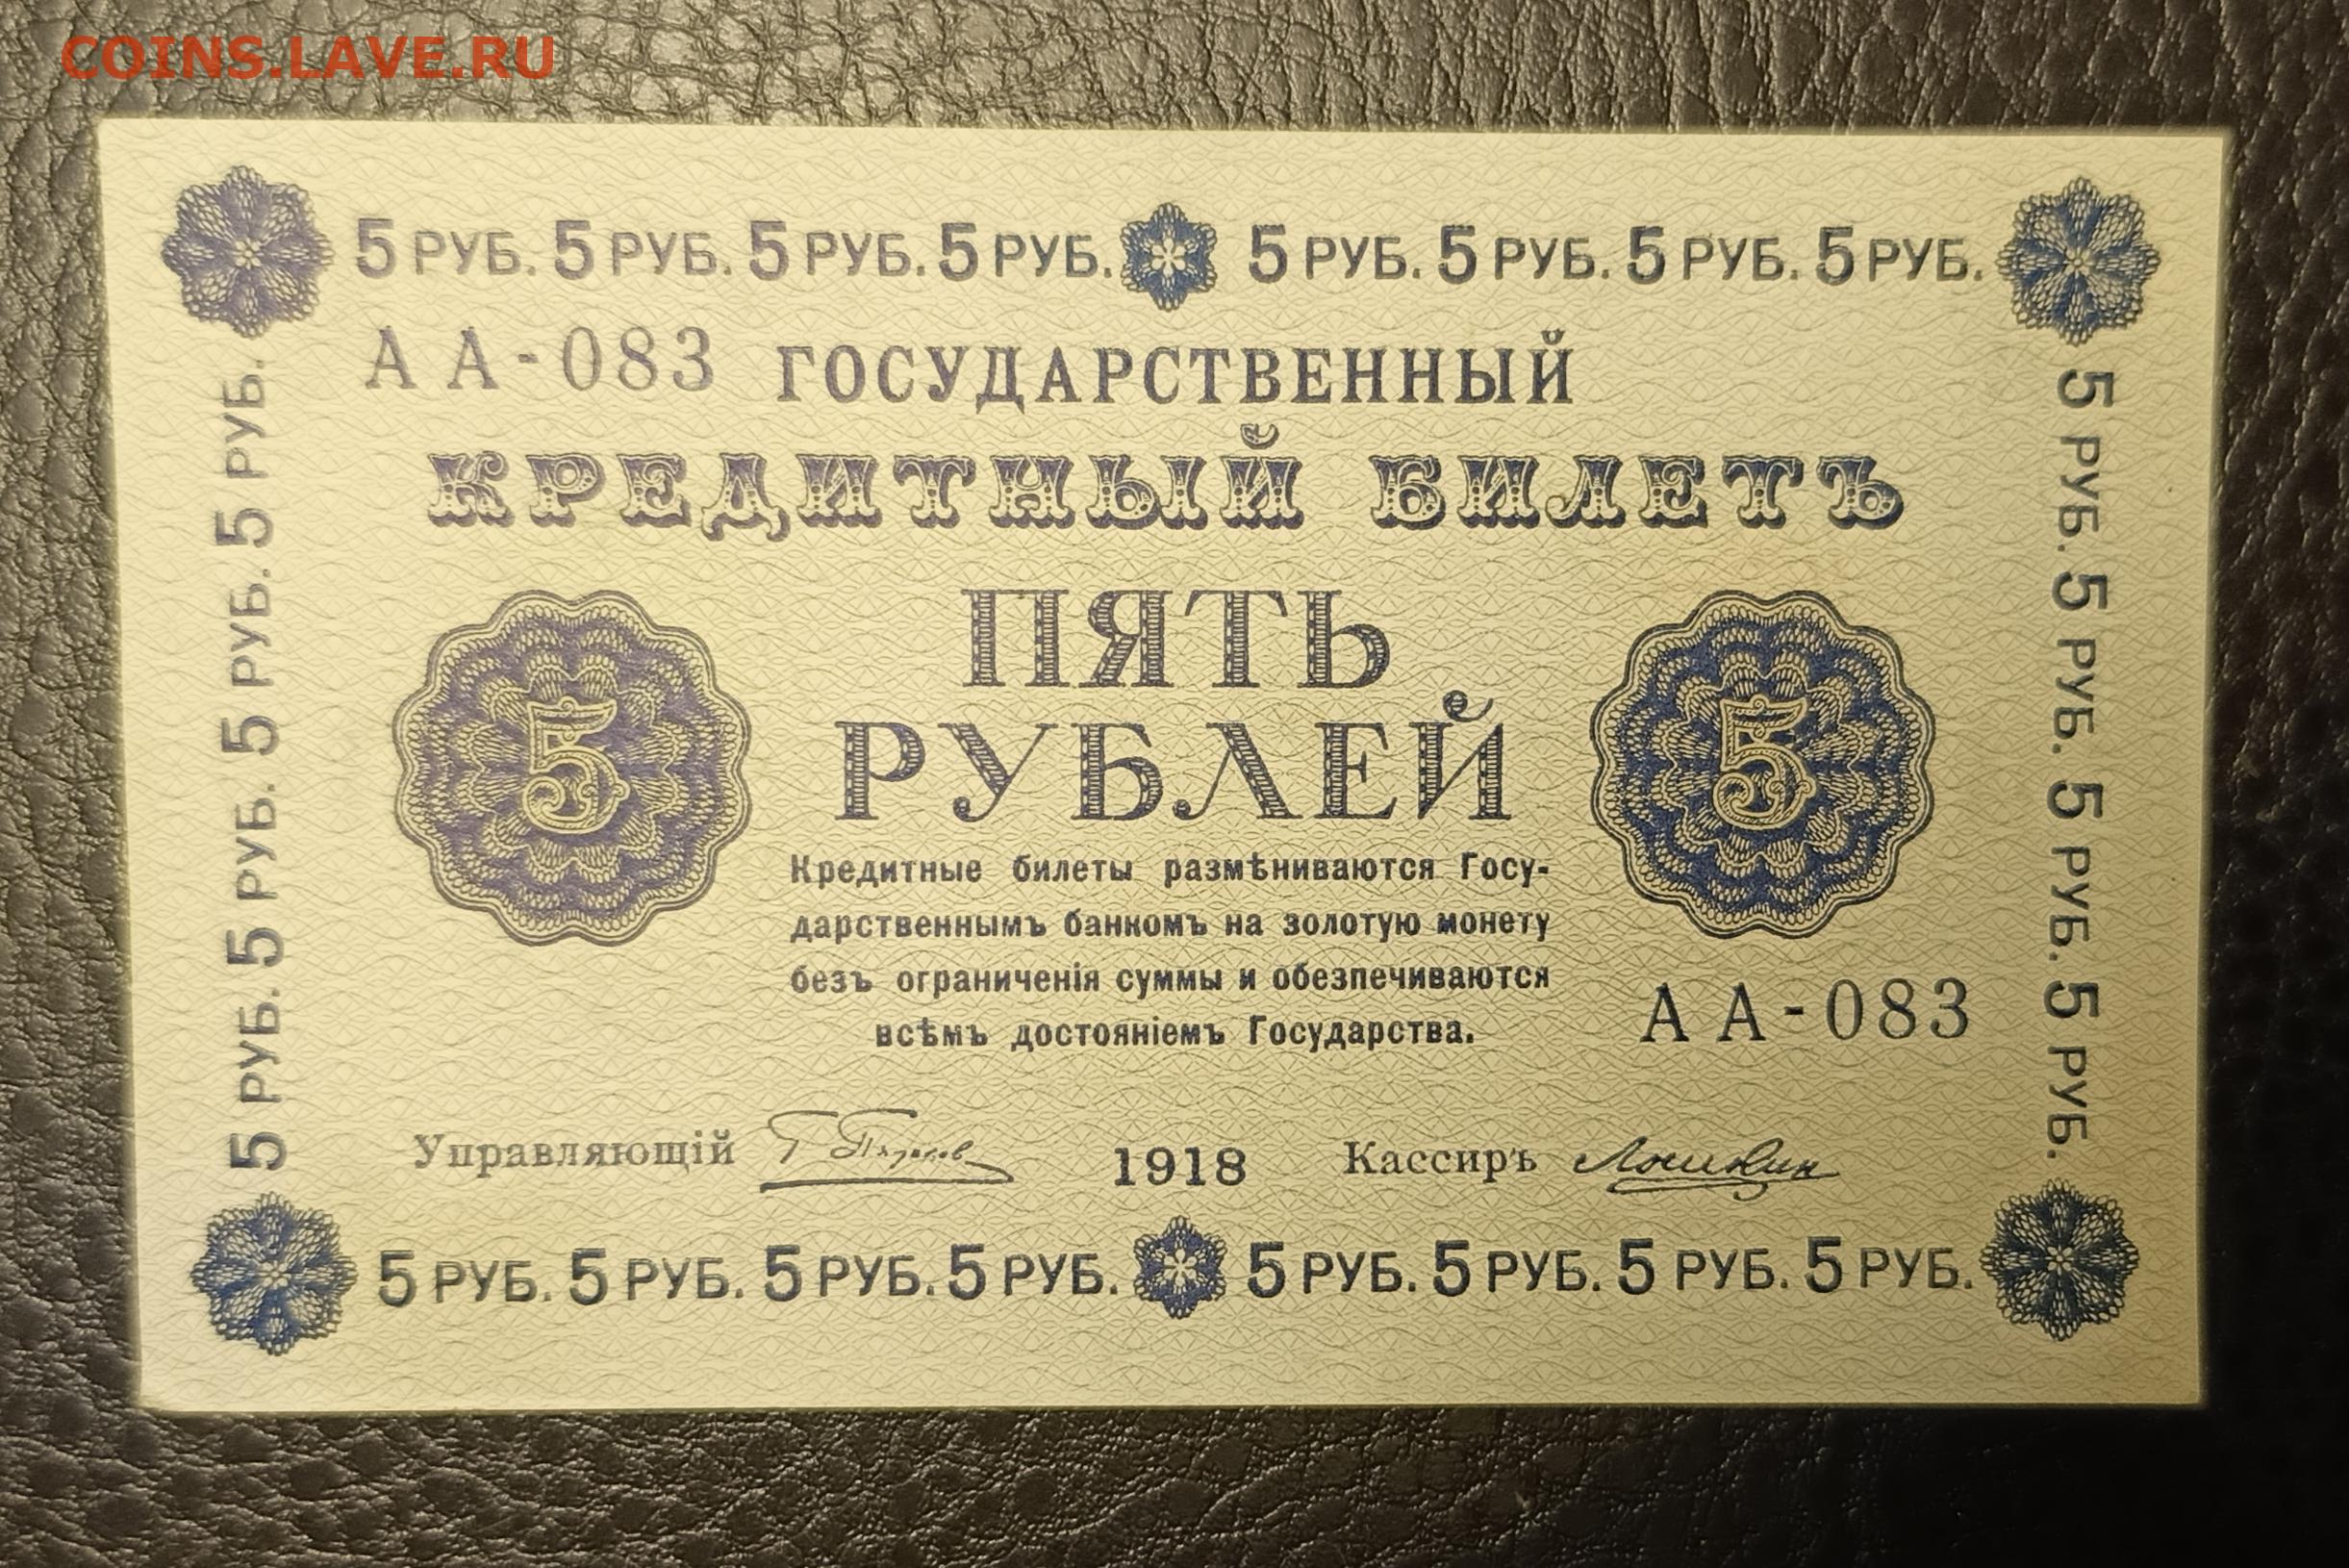 COINS.LAVE.RU
5 РУБ. 5 РУБ. 5 РУБ. 5 РУБ. 5 РУБ. 5 РУБ. 5 РУБ. 5 РУБ.
АА-083 ГОСУДАРСТВЕННЫЙ
КРЕДИТНЫЙ БИЛЕТЪ
5 РУБ. 5 РУБ. 5 РУБ. 5 РУБ.
5 ПЯТЬ 5
РУБЛЕЙ
5 РУБ. 5 РУБ. 5 РУБ. 5 РУБ.
Кредитные билеты размѣниваются Госу-
дарственнымъ банкомъ на золотую монету
безъ ограниченія суммы и обезпечиваются
всѣмъ достояніемъ Государства.
АА-083
Управляющій Г. Пятаков 1918 Кассиръ
5 РУБ. 5 РУБ. 5 РУБ. 5 РУБ. 5 РУБ. 5 РУБ. 5 РУБ. 5 РУБ.